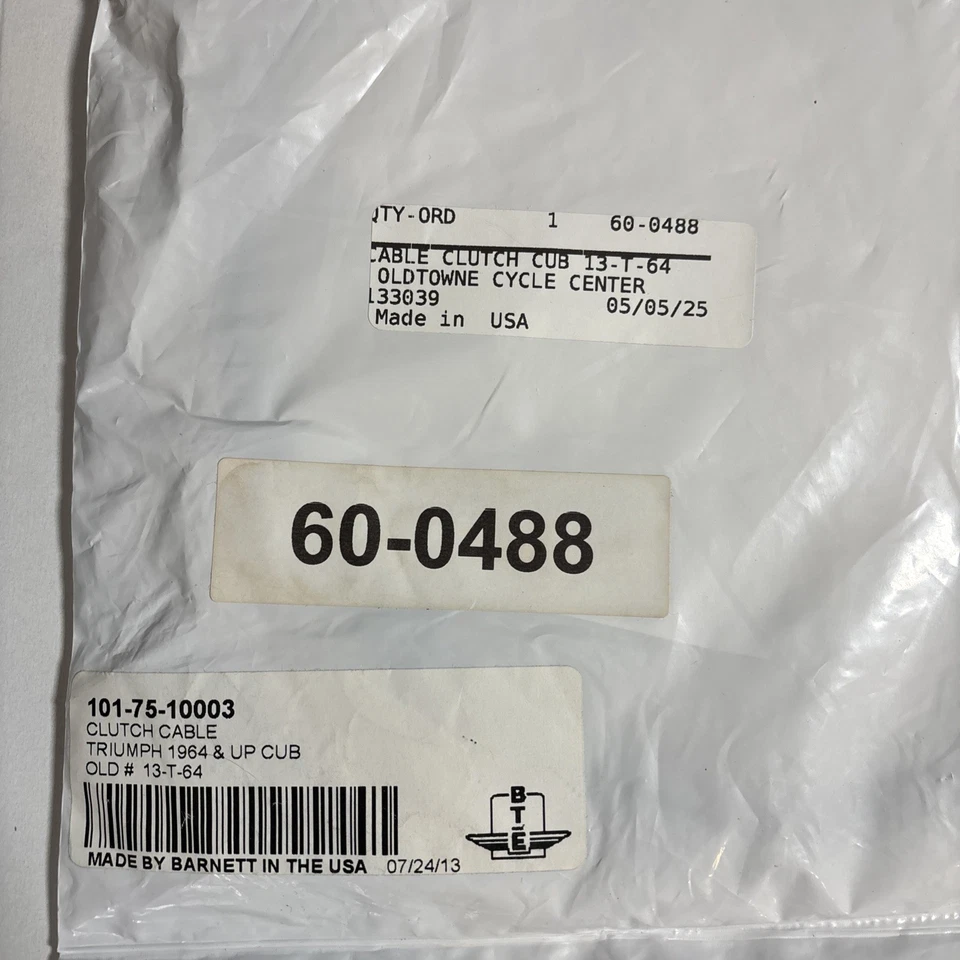 QTY-ORD 1 60-0488
CABLE CLUTCH CUB 13-T-64
OLDTOWNE CYCLE CENTER
133039 05/05/25
Made in USA
60-0488
101-75-10003
CLUTCH CABLE
TRIUMPH 1964 & UP CUB
OLD # 13-T-64
BTE
MADE BY BARNETT IN THE USA 07/24/13